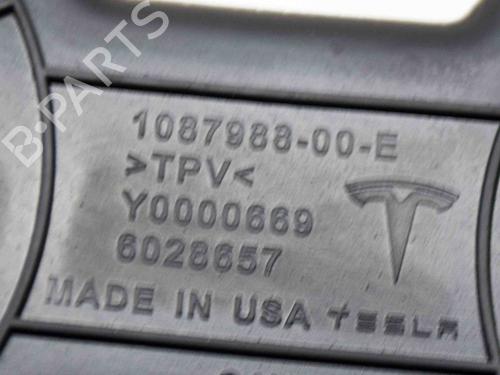 B-PARTS
1087988-00-E
>TPV<
Y0000669
6028657
MADE IN USA TESLA